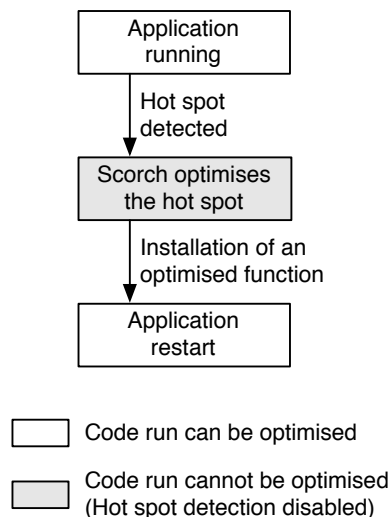 Application
running
Hot spot
detected
Scorch optimises
the hot spot
Installation of an
optimised function
Application
restart
Code run can be optimised
Code run cannot be optimised
(Hot spot detection disabled)